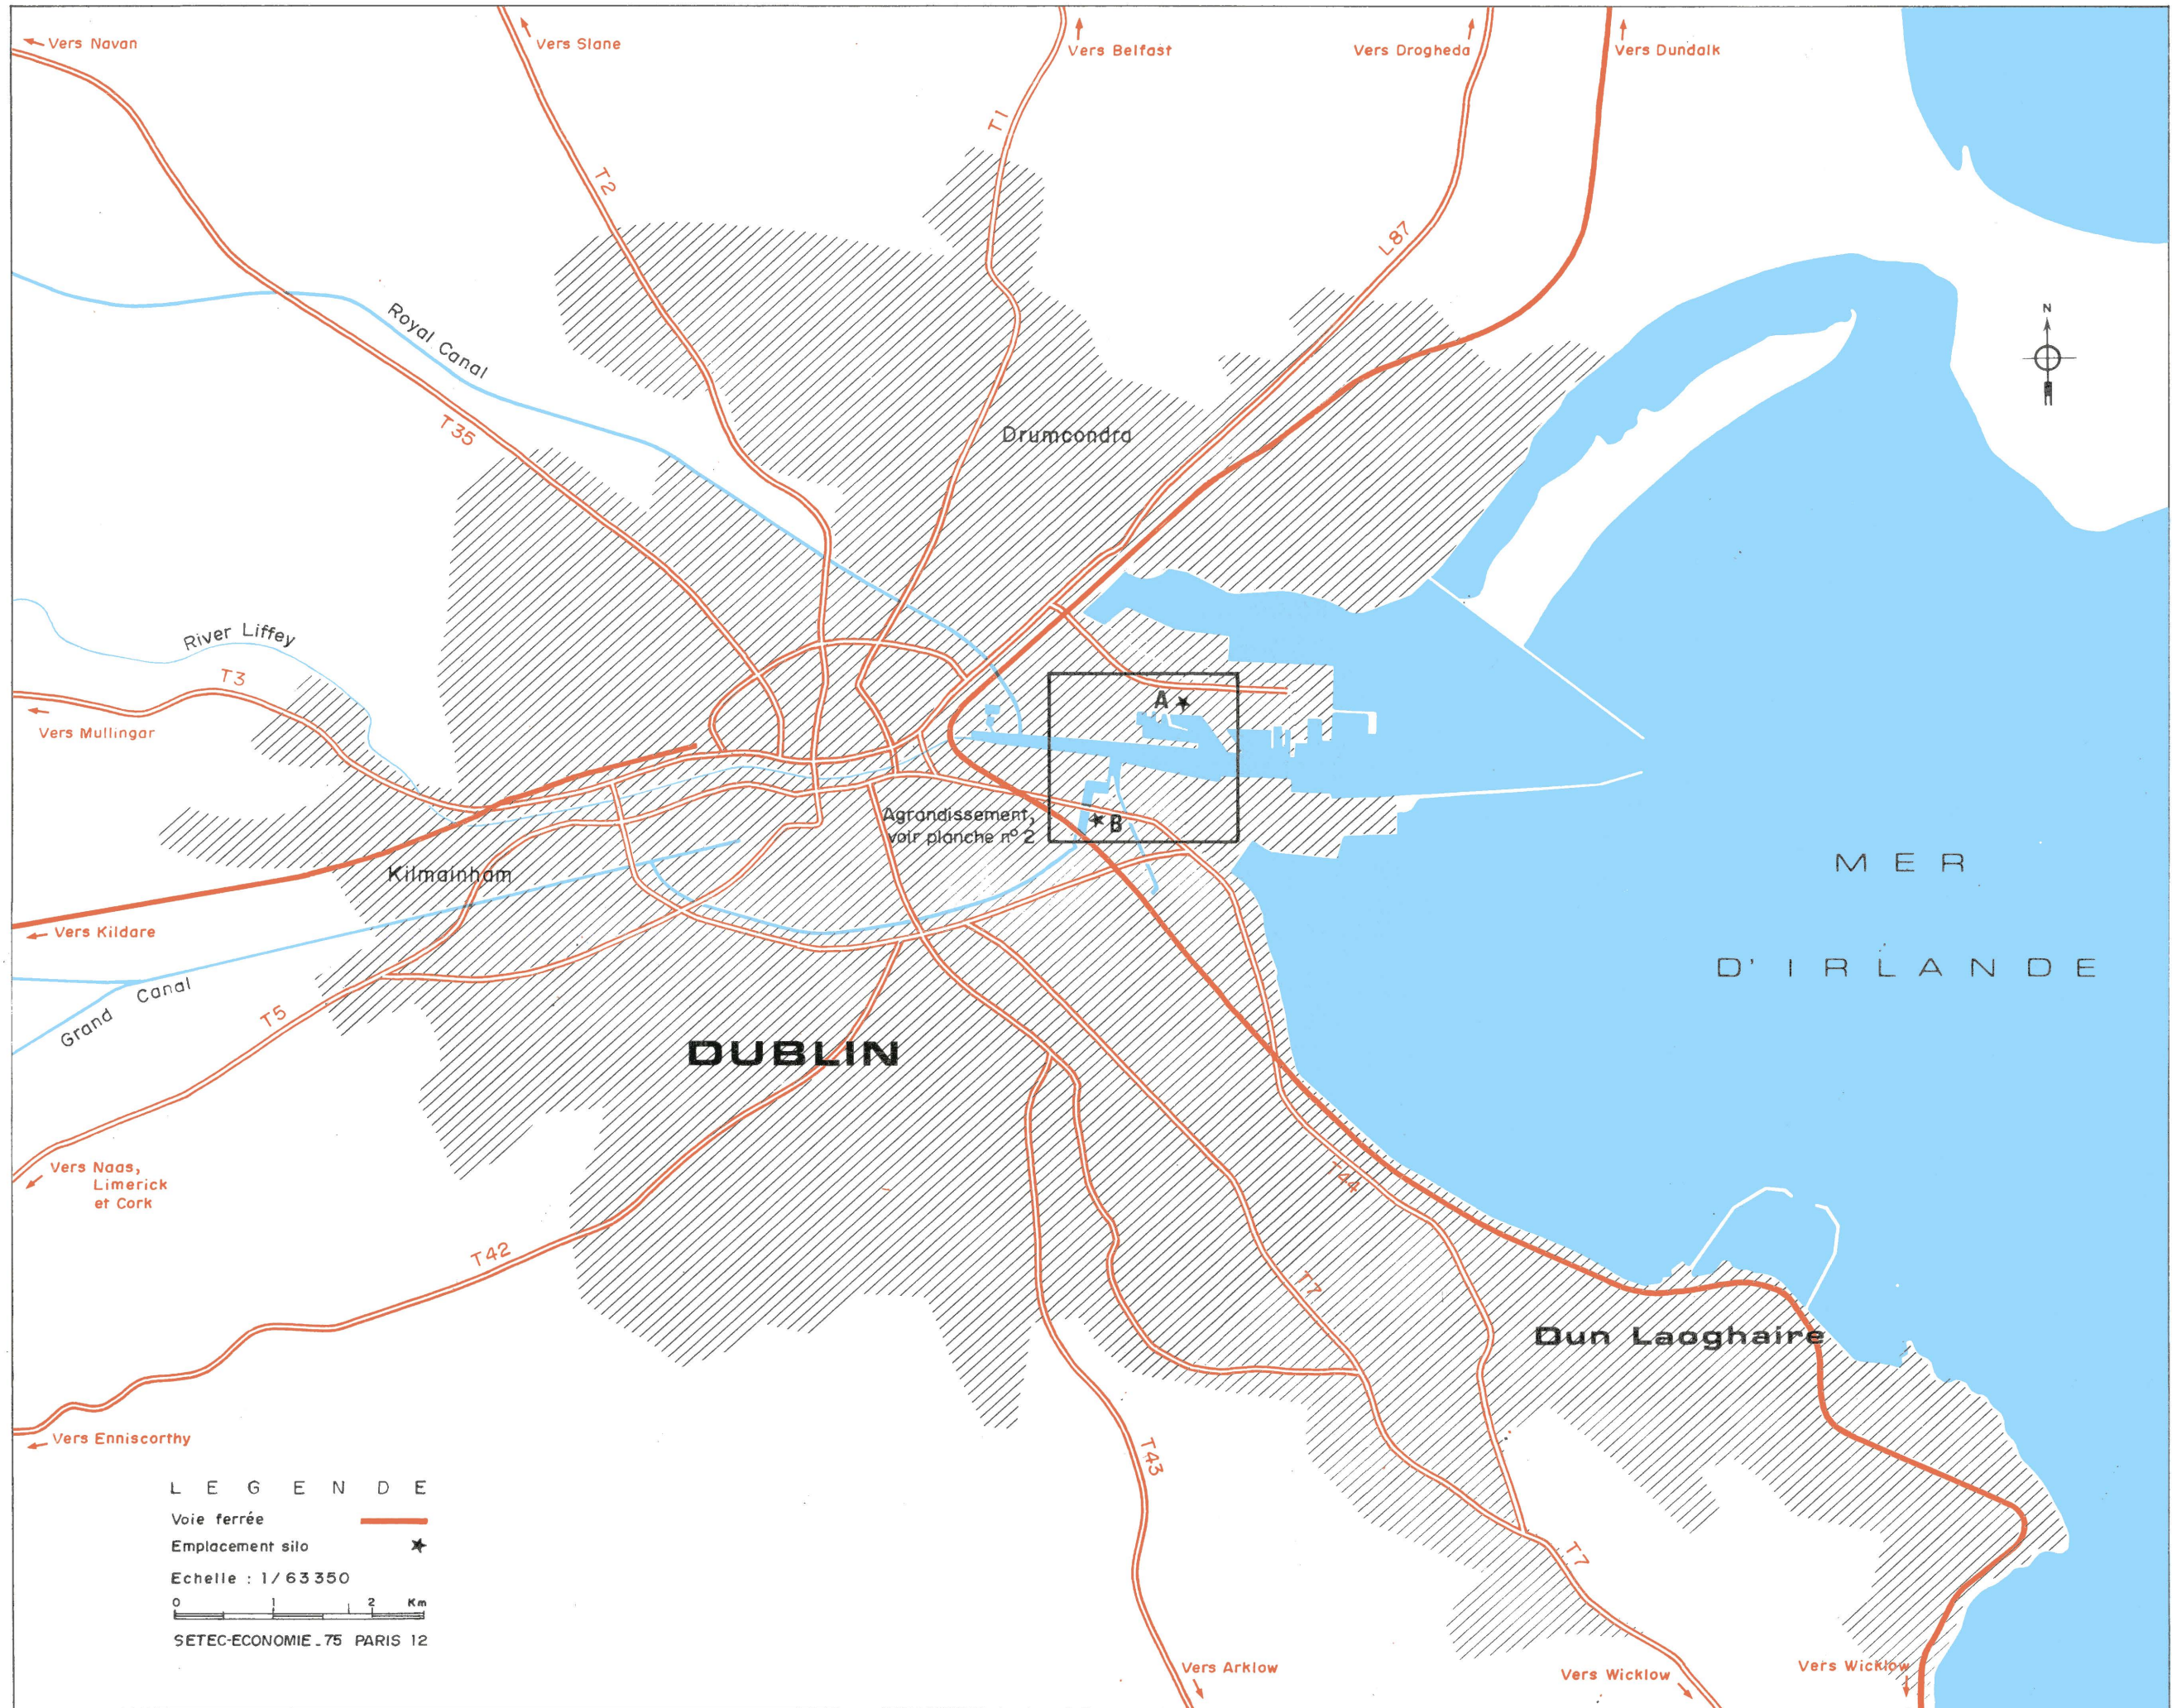 Vers Navan
Vers Slane
Vers Belfast
Vers Drogheda
Vers Dundalk
T1
T2
L87
N
Royal Canal
T35
Drumcondra
River Liffey
T3
Vers Mullingar
A
B
Agrandissement,
voir planche nº 2
Kilmainham
Vers Kildare
MER
D'IRLANDE
Grand Canal
T5
DUBLIN
Vers Naas,
Limerick
et Cork
T44
T42
T7
Dun Laoghaire
Vers Enniscorthy
T43
LEGENDE
Voie ferrée
Emplacement silo
Echelle : 1/63350
0 1 2 Km
SETEC-ECONOMIE_75 PARIS 12
T7
Vers Arklow
Vers Wicklow
Vers Wicklow